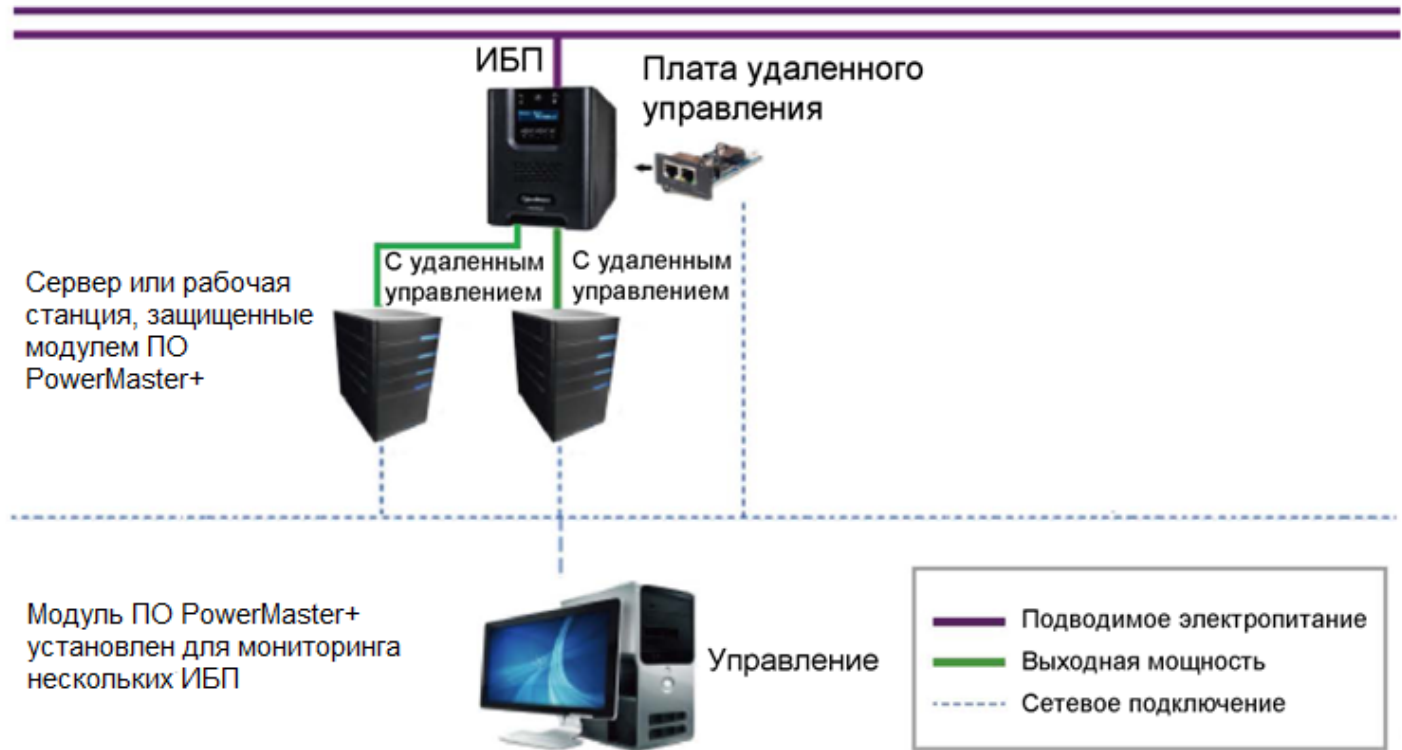 ИБП
Плата удаленного
управления
С удаленным
управлением
С удаленным
управлением
Сервер или рабочая
станция, защищенные
модулем ПО
PowerMaster+
Модуль ПО PowerMaster+
установлен для мониторинга
нескольких ИБП
Управление
Подводимое электропитание
Выходная мощность
Сетевое подключение